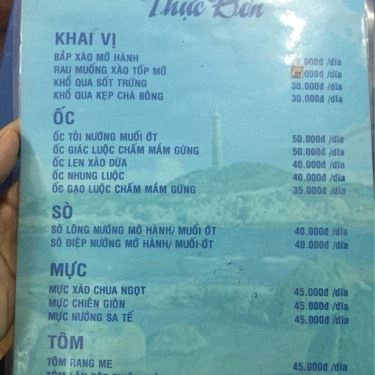 Thực Đơn
KHAI VỊ
BẮP XÀO MỠ HÀNH .000đ /dĩa
RAU MUỐNG XÀO TỐP MỠ .000đ /dĩa
KHỔ QUA SỐT TRỨNG 30.000đ /dĩa
KHỔ QUA KẸP CHÀ BÔNG 30.000đ /dĩa
ỐC
ỐC TỎI NƯỚNG MUỐI ỚT 50.000đ /dĩa
ỐC GIÁC LUỘC CHẤM MẮM GỪNG 50.000đ /dĩa
ỐC LEN XÀO DỪA 40.000đ /dĩa
ỐC NHUNG LUỘC 40.000đ /dĩa
ỐC GẠO LUỘC CHẤM MẮM GỪNG 35.000đ /dĩa
SÒ
SÒ LÔNG NƯỚNG MỠ HÀNH/ MUỐI ỚT 40.000đ /dĩa
SÒ ĐIỆP NƯỚNG MỠ HÀNH/ MUỐI ỚT 40.000đ /dĩa
MỰC
MỰC XÀO CHUA NGỌT 45.000đ /dĩa
MỰC CHIÊN GIÒN 45.000đ /dĩa
MỰC NƯỚNG SA TẾ 45.000đ /dĩa
TÔM
TÔM RANG ME 45.000đ /dĩa